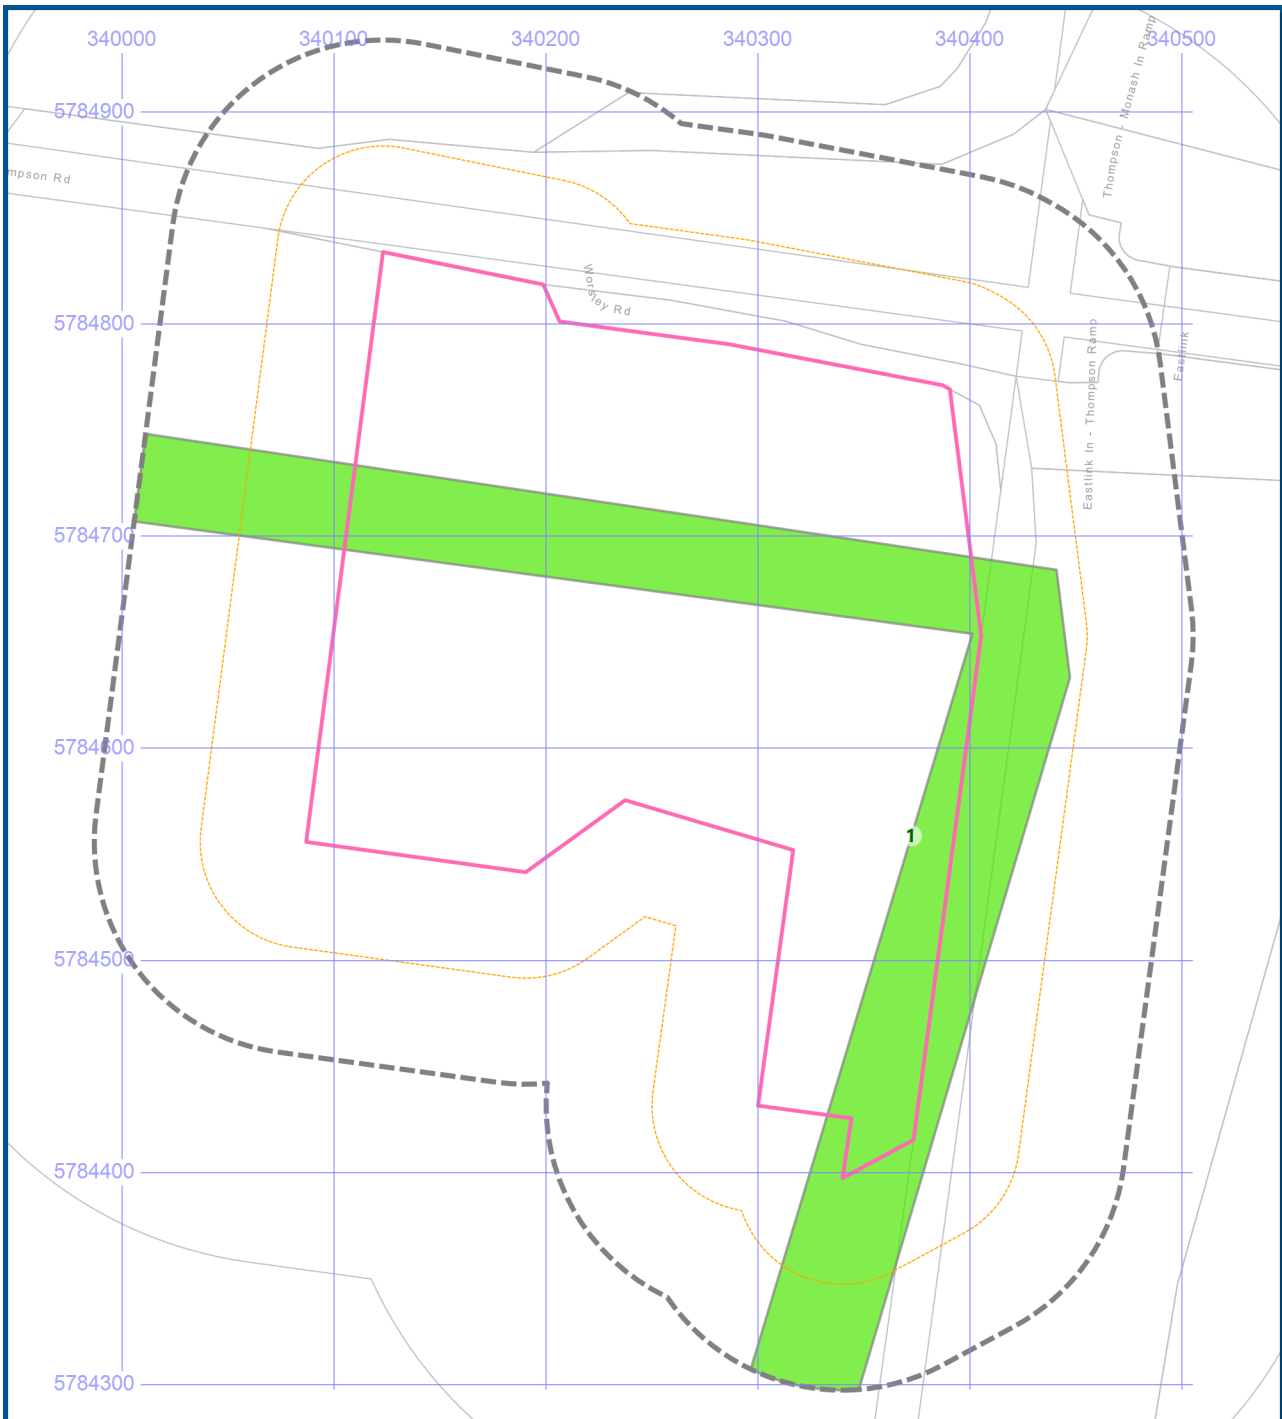 340000
340100
340200
340300
340400
340500
Thompson - Monash In Ramp
5784900
mpson Rd
Worsley Rd
5784800
Eastlink In - Thompson Ramp
Eastlink
5784700
5784600
1
5784500
5784400
5784300